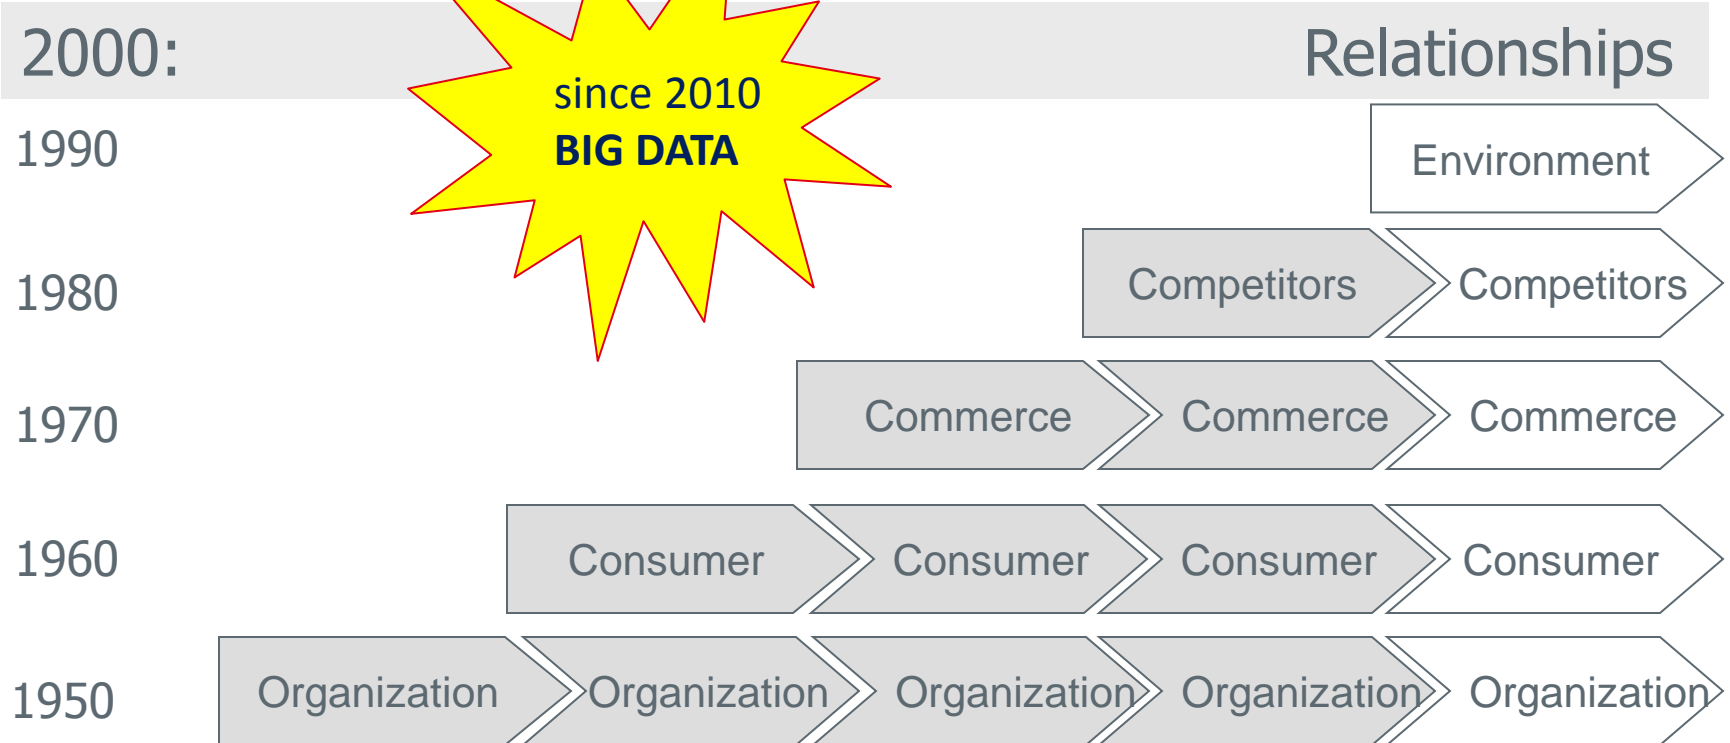 2000: Relationships
since 2010
BIG DATA
1990 Environment
1980 Competitors Competitors
1970 Commerce Commerce Commerce
1960 Consumer Consumer Consumer Consumer
1950 Organization Organization Organization Organization Organization